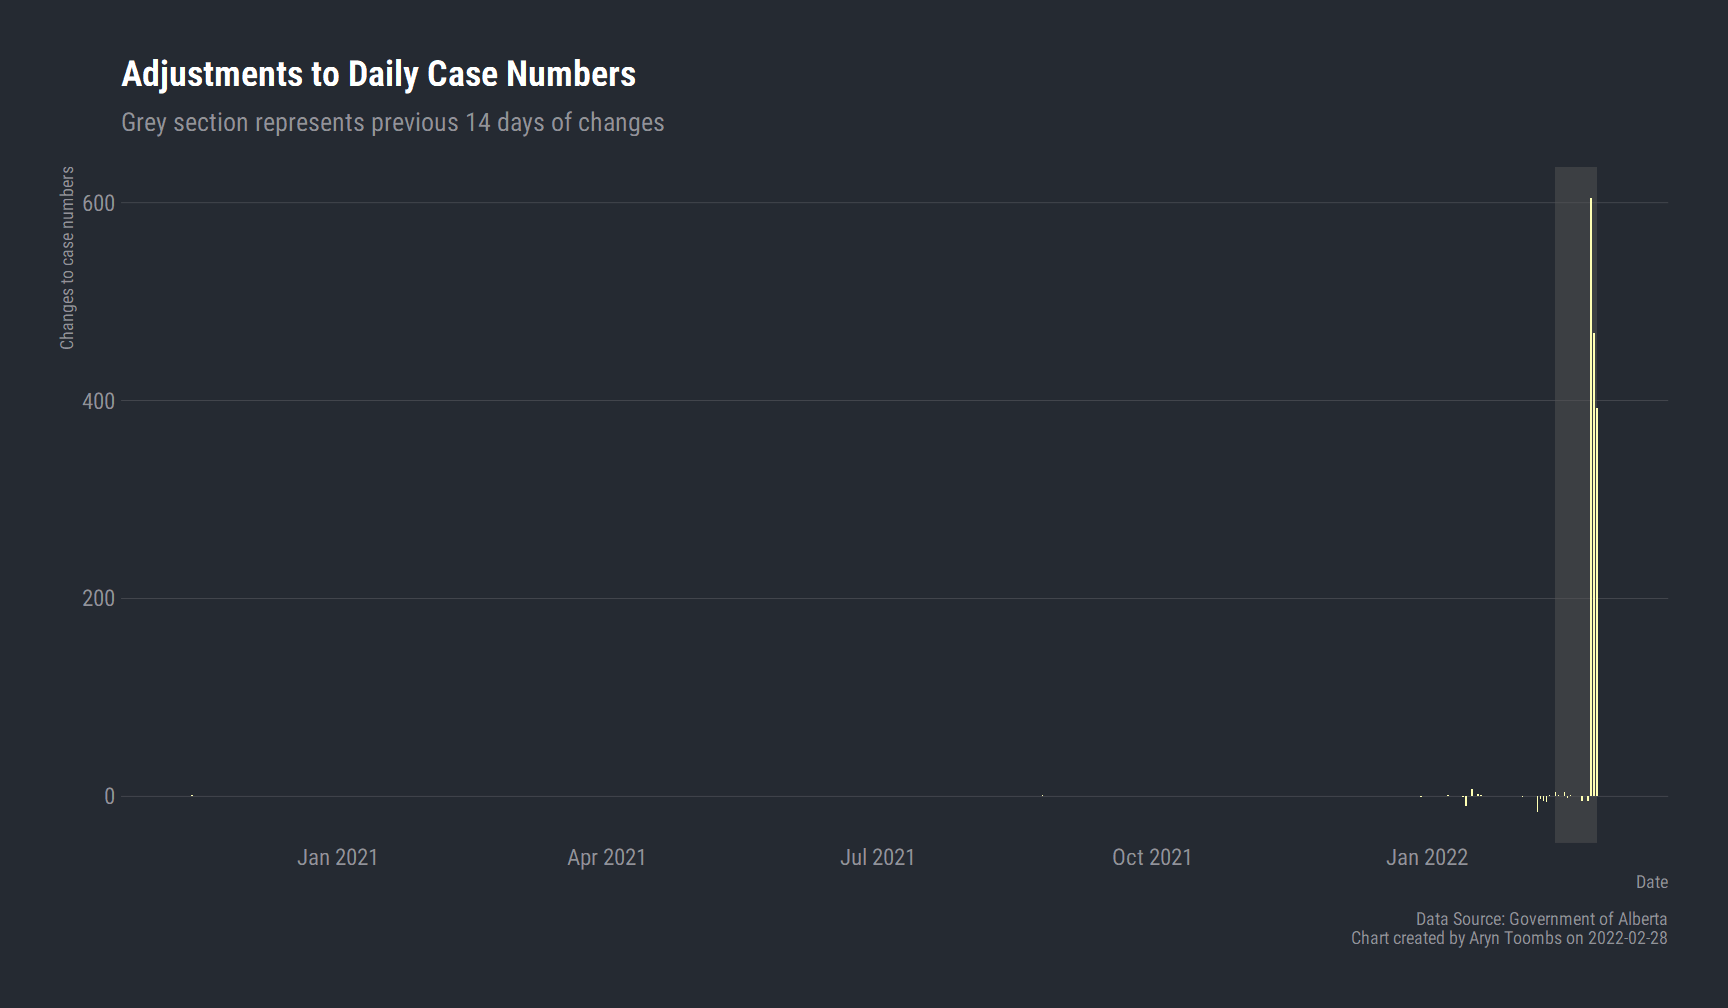 Adjustments to Daily Case Numbers
Grey section represents previous 14 days of changes
Changes to case numbers
600
400
200
0
Jan 2021
Apr 2021
Jul 2021
Oct 2021
Jan 2022
Date
Data Source: Government of Alberta
Chart created by Aryn Toombs on 2022-02-28